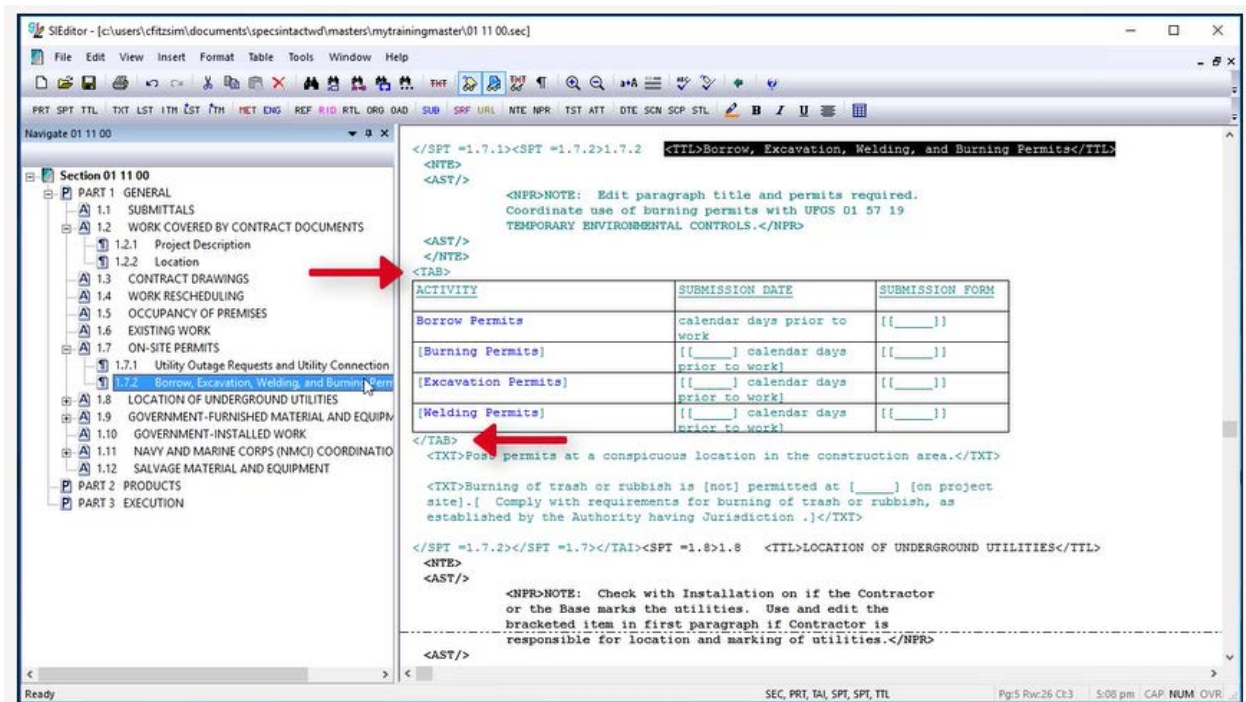 SIEditor - [c:\users\cfitzsim\documents\specsintactwd\masters\mytrainingmaster\01 11 00.sec]
File Edit View Insert Format Table Tools Window Help
THT
PRT SPT TTL TXT LST ITM LST ITM MET ENG REF RID RTL ORG OAD SUB SRF URL NTE NPR TST ATT DTE SCN SCP STL B I U
Navigate 01 11 00
Section 01 11 00
PART 1 GENERAL
1.1 SUBMITTALS
1.2 WORK COVERED BY CONTRACT DOCUMENTS
1.2.1 Project Description
1.2.2 Location
1.3 CONTRACT DRAWINGS
1.4 WORK RESCHEDULING
1.5 OCCUPANCY OF PREMISES
1.6 EXISTING WORK
1.7 ON-SITE PERMITS
1.7.1 Utility Outage Requests and Utility Connection
1.7.2 Borrow, Excavation, Welding, and Burning Perm
1.8 LOCATION OF UNDERGROUND UTILITIES
1.9 GOVERNMENT-FURNISHED MATERIAL AND EQUIPM
1.10 GOVERNMENT-INSTALLED WORK
1.11 NAVY AND MARINE CORPS (NMCI) COORDINATIO
1.12 SALVAGE MATERIAL AND EQUIPMENT
PART 2 PRODUCTS
PART 3 EXECUTION
</SPT =1.7.1><SPT =1.7.2>1.7.2 <TTL>Borrow, Excavation, Welding, and Burning Permits</TTL>
<NTE>
<AST/>
<NPR>NOTE: Edit paragraph title and permits required.
Coordinate use of burning permits with UFGS 01 57 19
TEMPORARY ENVIRONMENTAL CONTROLS.</NPR>
<AST/>
</NTE>
<TAB>
ACTIVITY SUBMISSION DATE SUBMISSION FORM
Borrow Permits calendar days prior to [[_____]]
work
[Burning Permits] [[_____] calendar days [[_____]]
prior to work]
[Excavation Permits] [[_____] calendar days [[_____]]
prior to work]
[Welding Permits] [[_____] calendar days [[_____]]
prior to work]
</TAB>
<TXT>Post permits at a conspicuous location in the construction area.</TXT>
<TXT>Burning of trash or rubbish is [not] permitted at [_____] [on project
site].[ Comply with requirements for burning of trash or rubbish, as
established by the Authority having Jurisdiction .]</TXT>
</SPT =1.7.2></SPT =1.7></TAI><SPT =1.8>1.8 <TTL>LOCATION OF UNDERGROUND UTILITIES</TTL>
<NTE>
<AST/>
<NPR>NOTE: Check with Installation on if the Contractor
or the Base marks the utilities. Use and edit the
bracketed item in first paragraph if Contractor is
responsible for location and marking of utilities.</NPR>
<AST/>
Ready SEC, PRT, TAI, SPT, SPT, TTL Pg:5 Rw:26 Cl:3 5:08 pm CAP NUM OVR